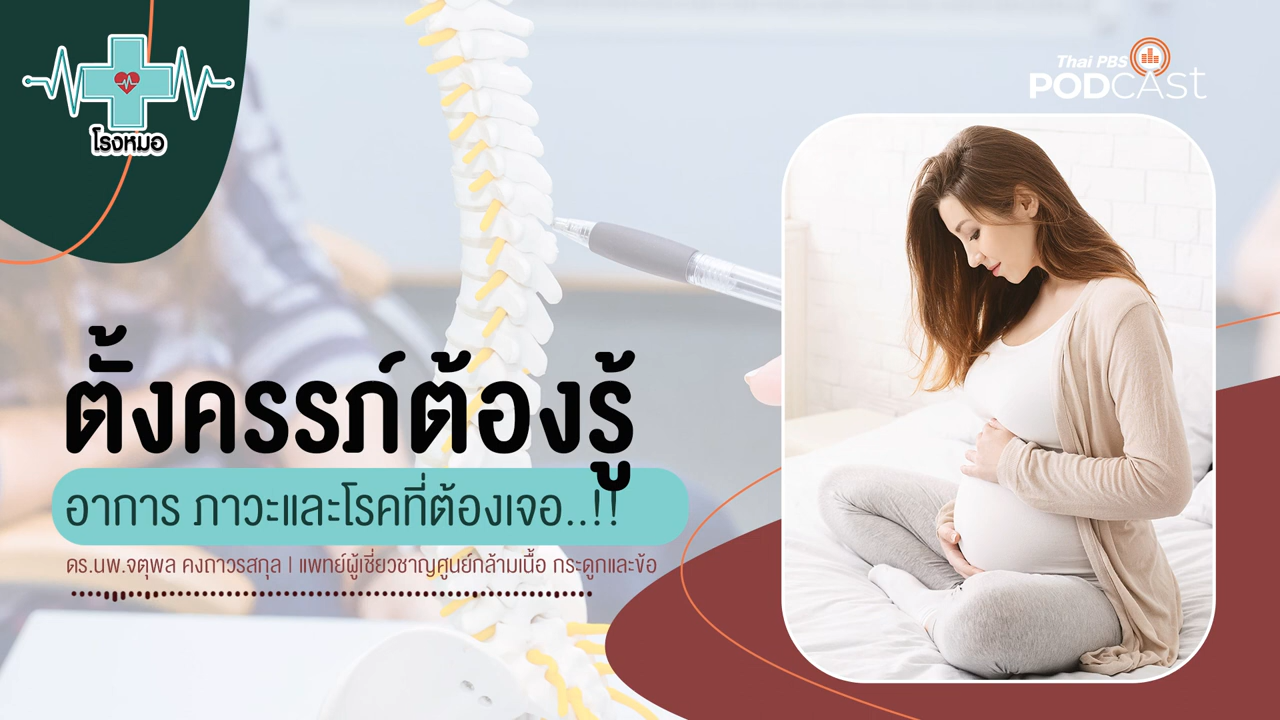 โรงหมอ
Thai PBS
PODCAST
ตั้งครรภ์ต้องรู้
อาการ ภาวะและโรคที่ต้องเจอ..!!
ดร.นพ.จตุพล คงถาวรสกุล | แพทย์ผู้เชี่ยวชาญศูนย์กล้ามเนื้อ กระดูกและข้อ